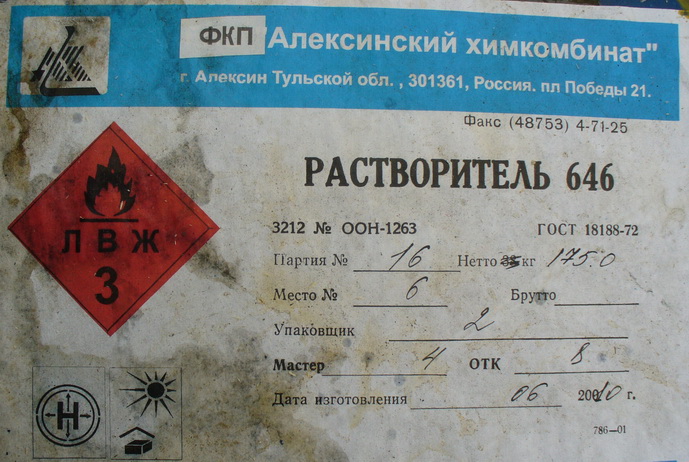 ФКП "Алексинский химкомбинат"
г. Алексин Тульской обл. , 301361, Россия. пл Победы 21.
Факс (48753) 4-71-25
РАСТВОРИТЕЛЬ 646
3212 № ООН-1263 ГОСТ 18188-72
Партия № 16 Нетто кг 175.0
Место № 6 Брутто
Упаковщик 2
Мастер 4 ОТК 8
Дата изготовления 06 2010 г.
786-01
ЛВЖ
3
Н